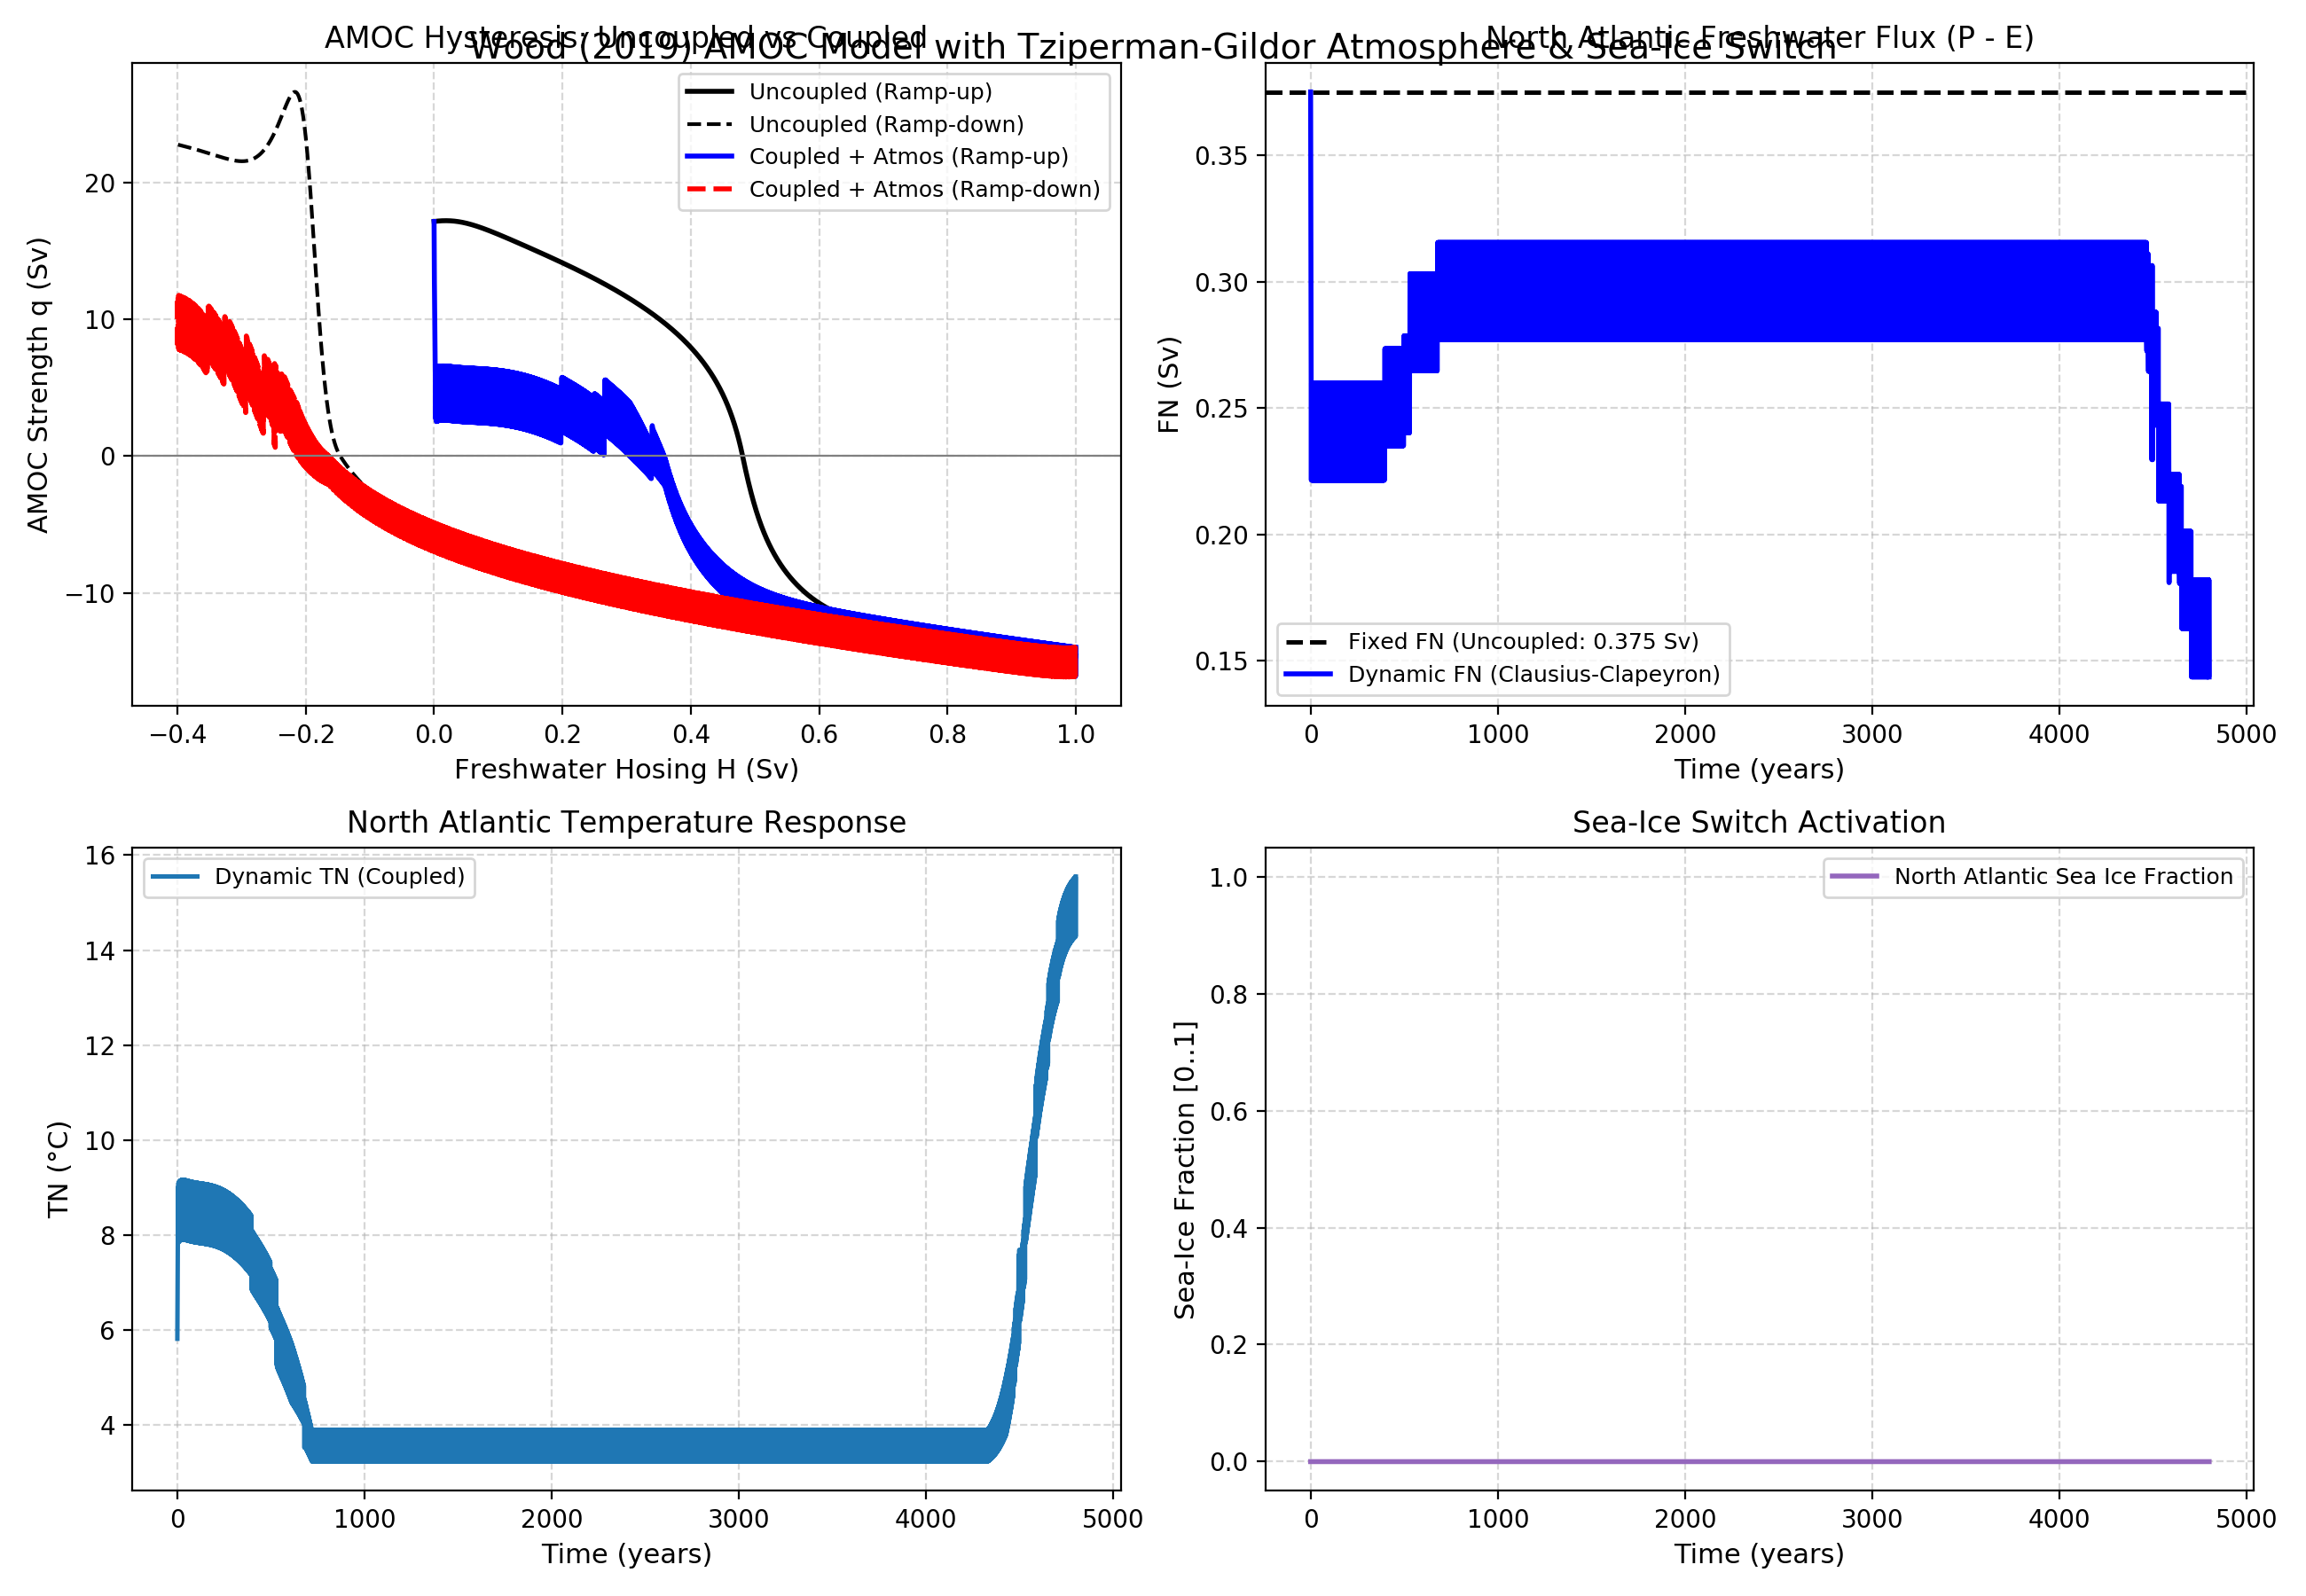 Wood (2019) AMOC Model with Tziperman-Gildor Atmosphere & Sea-Ice Switch
AMOC Hysteresis: Uncoupled vs Coupled
Uncoupled (Ramp-up)
Uncoupled (Ramp-down)
Coupled + Atmos (Ramp-up)
Coupled + Atmos (Ramp-down)
AMOC Strength q (Sv)
20
10
0
−10
−0.4 −0.2 0.0 0.2 0.4 0.6 0.8 1.0
Freshwater Hosing H (Sv)
North Atlantic Freshwater Flux (P - E)
FN (Sv)
0.35
0.30
0.25
0.20
0.15
Fixed FN (Uncoupled: 0.375 Sv)
Dynamic FN (Clausius-Clapeyron)
0 1000 2000 3000 4000 5000
Time (years)
North Atlantic Temperature Response
Dynamic TN (Coupled)
TN (°C)
16
14
12
10
8
6
4
0 1000 2000 3000 4000 5000
Time (years)
Sea-Ice Switch Activation
North Atlantic Sea Ice Fraction
Sea-Ice Fraction [0..1]
1.0
0.8
0.6
0.4
0.2
0.0
0 1000 2000 3000 4000 5000
Time (years)